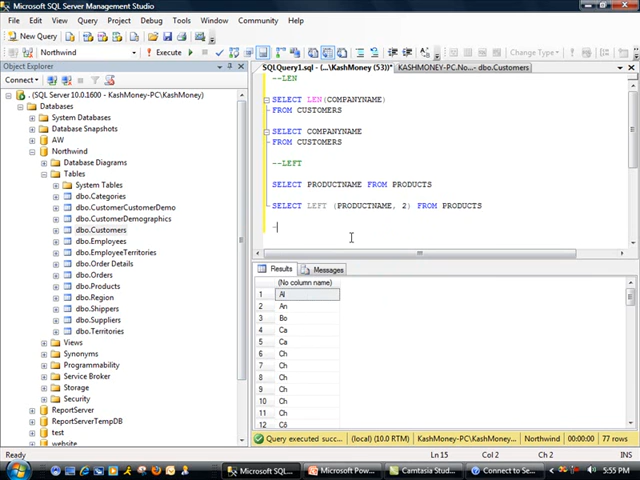 Microsoft SQL Server Management Studio
File Edit View Query Project Debug Tools Window Community Help
New Query
Northwind
Execute
Object Explorer
Connect
. (SQL Server 10.0.1600 - KashMoney-PC\KashMoney)
Databases
System Databases
Database Snapshots
AW
Northwind
Database Diagrams
Tables
System Tables
dbo.Categories
dbo.CustomerCustomerDemo
dbo.CustomerDemographics
dbo.Customers
dbo.Employees
dbo.EmployeeTerritories
dbo.Order Details
dbo.Orders
dbo.Products
dbo.Region
dbo.Shippers
dbo.Suppliers
dbo.Territories
Views
Synonyms
Programmability
Service Broker
Storage
Security
ReportServer
ReportServerTempDB
test
website
SQLQuery1.sql - (...\KashMoney (53))*
KASHMONEY-PC.No... - dbo.Customers
--LEN
SELECT LEN(COMPANYNAME)
FROM CUSTOMERS
SELECT COMPANYNAME
FROM CUSTOMERS
--LEFT
SELECT PRODUCTNAME FROM PRODUCTS
SELECT LEFT (PRODUCTNAME, 2) FROM PRODUCTS
-
Results Messages
(No column name)
1 Al
2 An
3 Bo
4 Ca
5 Ca
6 Ch
7 Ch
8 Ch
9 Ch
10 Ch
11 Ch
12 Cô
Query executed succ...
(local) (10.0 RTM)
KashMoney-PC\KashMoney...
Northwind
00:00:00
77 rows
Ready
Ln 15
Col 2
Ch 2
INS
Microsoft SQL...
Microsoft Pow...
Camtasia Studi...
Connect to Se...
5:55 PM